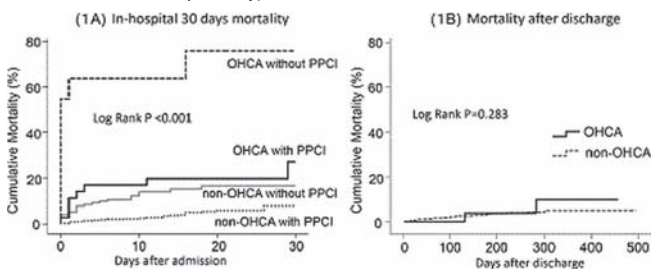 (1A) In-hospital 30 days mortality
Cumulative Mortality (%)
80
60
40
20
0
OHCA without PPCI
Log Rank P <0.001
OHCA with PPCI
non-OHCA without PPCI
non-OHCA with PPCI
0 10 20 30
Days after admission
(1B) Mortality after discharge
Cumulative Mortality (%)
80
60
40
20
0
Log Rank P=0.283
OHCA
non-OHCA
0 100 200 300 400 500
Days after discharge